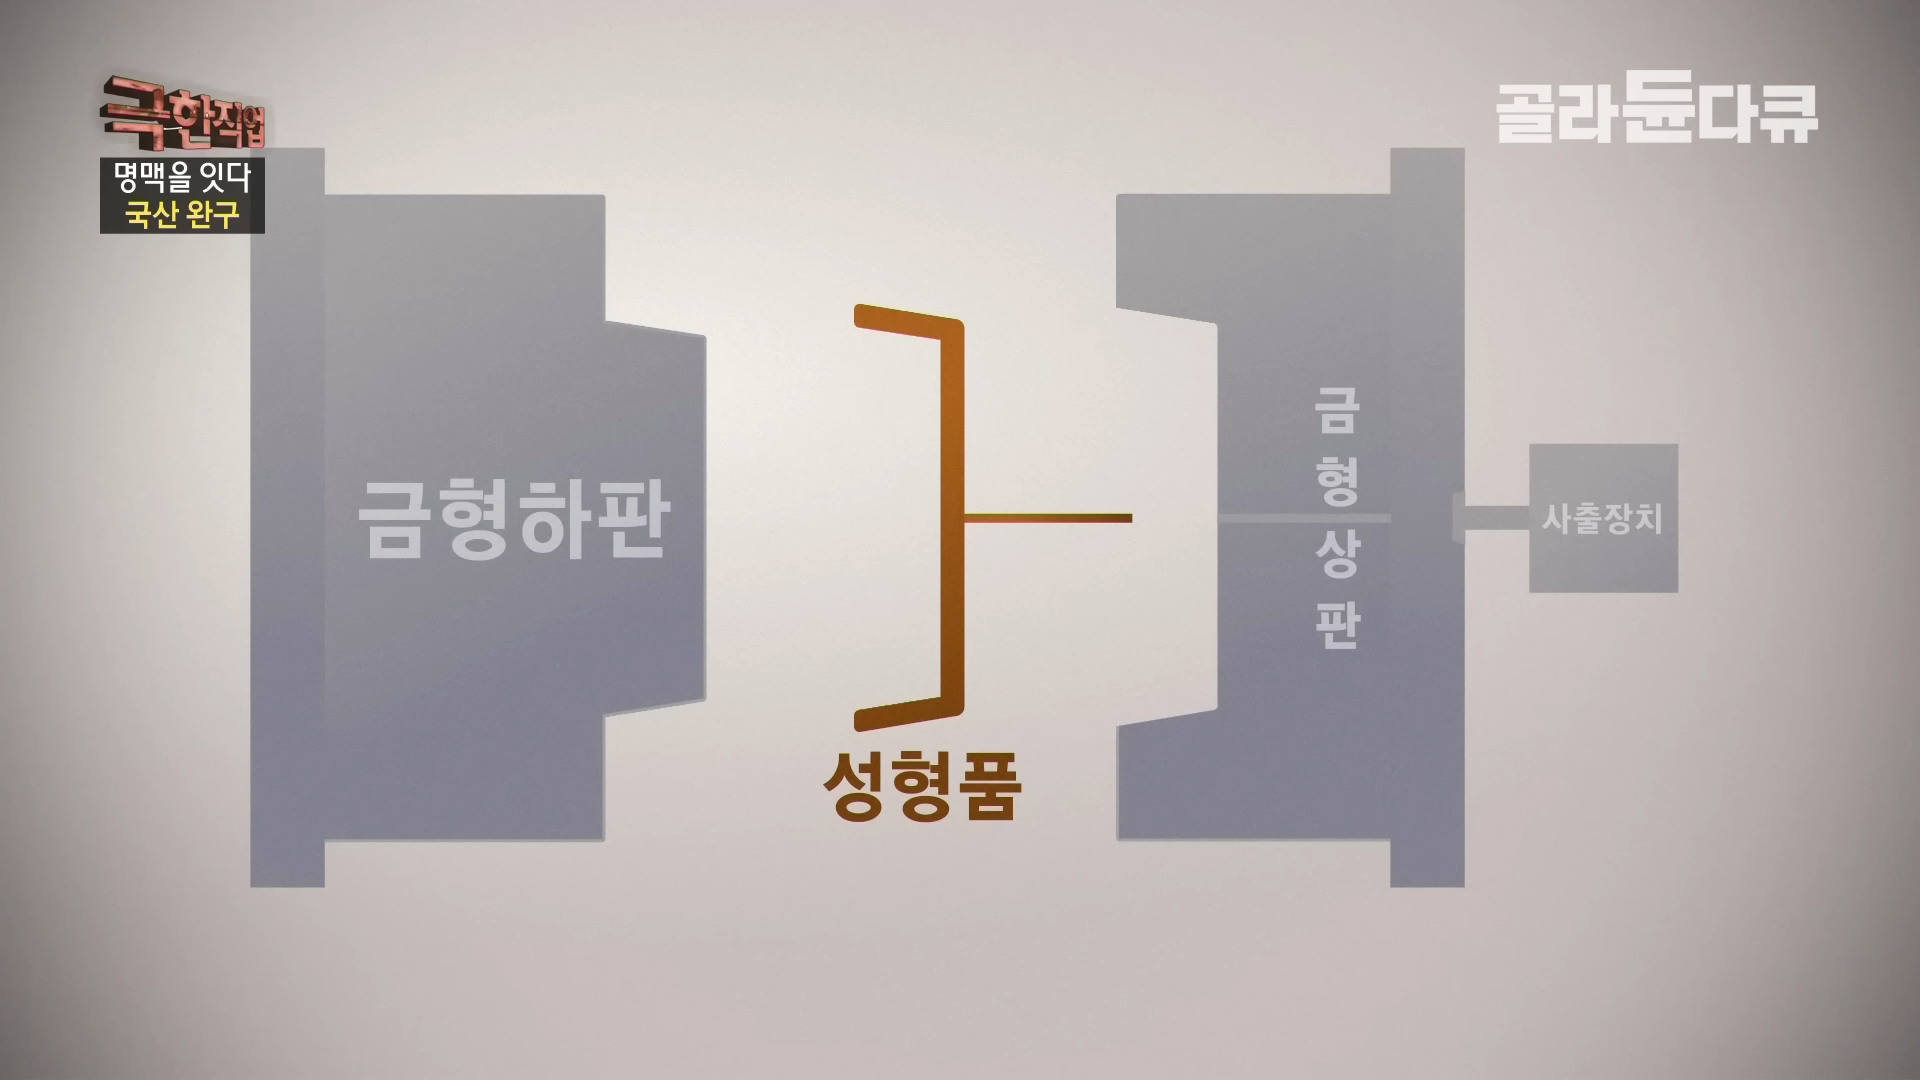 극한직업
명맥을 잇다
국산 완구
골라둔다큐
금형하판
성형품
금형상판
사출장치